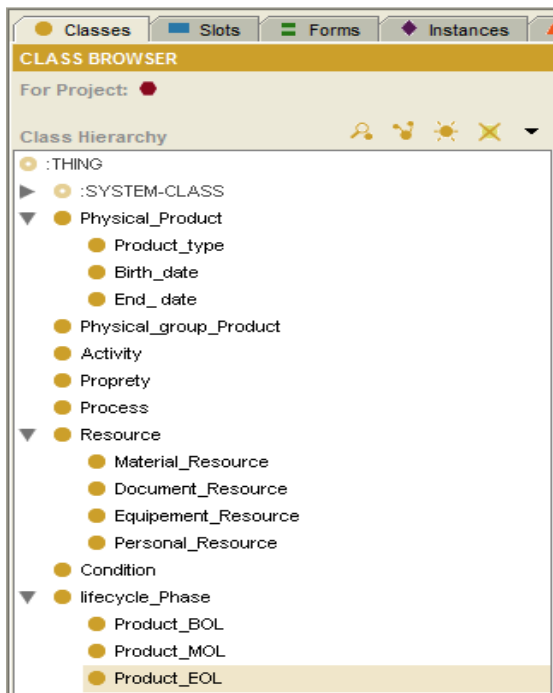 Classes Slots Forms Instances
CLASS BROWSER
For Project:
Class Hierarchy
:THING
:SYSTEM-CLASS
Physical_Product
Product_type
Birth_date
End_ date
Physical_group_Product
Activity
Proprety
Process
Resource
Material_Resource
Document_Resource
Equipement_Resource
Personal_Resource
Condition
lifecycle_Phase
Product_BOL
Product_MOL
Product_EOL